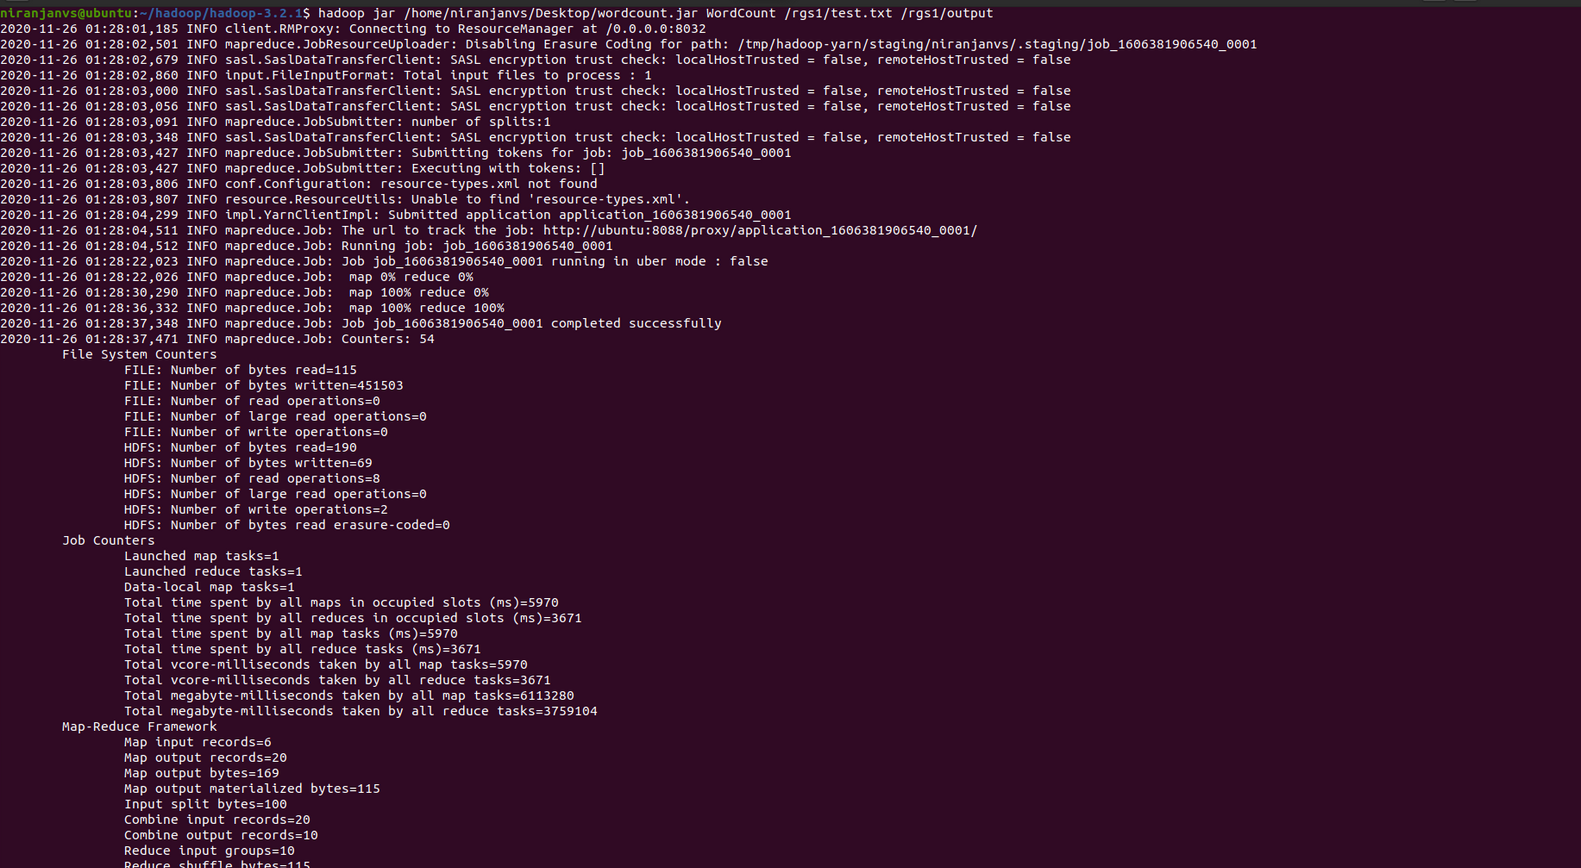 niranjanvs@ubuntu:~/hadoop/hadoop-3.2.1$ hadoop jar /home/niranjanvs/Desktop/wordcount.jar WordCount /rgs1/test.txt /rgs1/output
2020-11-26 01:28:01,185 INFO client.RMProxy: Connecting to ResourceManager at /0.0.0.0:8032
2020-11-26 01:28:02,501 INFO mapreduce.JobResourceUploader: Disabling Erasure Coding for path: /tmp/hadoop-yarn/staging/niranjanvs/.staging/job_1606381906540_0001
2020-11-26 01:28:02,679 INFO sasl.SaslDataTransferClient: SASL encryption trust check: localHostTrusted = false, remoteHostTrusted = false
2020-11-26 01:28:02,860 INFO input.FileInputFormat: Total input files to process : 1
2020-11-26 01:28:03,000 INFO sasl.SaslDataTransferClient: SASL encryption trust check: localHostTrusted = false, remoteHostTrusted = false
2020-11-26 01:28:03,056 INFO sasl.SaslDataTransferClient: SASL encryption trust check: localHostTrusted = false, remoteHostTrusted = false
2020-11-26 01:28:03,091 INFO mapreduce.JobSubmitter: number of splits:1
2020-11-26 01:28:03,348 INFO sasl.SaslDataTransferClient: SASL encryption trust check: localHostTrusted = false, remoteHostTrusted = false
2020-11-26 01:28:03,427 INFO mapreduce.JobSubmitter: Submitting tokens for job: job_1606381906540_0001
2020-11-26 01:28:03,427 INFO mapreduce.JobSubmitter: Executing with tokens: []
2020-11-26 01:28:03,806 INFO conf.Configuration: resource-types.xml not found
2020-11-26 01:28:03,807 INFO resource.ResourceUtils: Unable to find 'resource-types.xml'.
2020-11-26 01:28:04,299 INFO impl.YarnClientImpl: Submitted application application_1606381906540_0001
2020-11-26 01:28:04,511 INFO mapreduce.Job: The url to track the job: http://ubuntu:8088/proxy/application_1606381906540_0001/
2020-11-26 01:28:04,512 INFO mapreduce.Job: Running job: job_1606381906540_0001
2020-11-26 01:28:22,023 INFO mapreduce.Job: Job job_1606381906540_0001 running in uber mode : false
2020-11-26 01:28:22,026 INFO mapreduce.Job:  map 0% reduce 0%
2020-11-26 01:28:30,290 INFO mapreduce.Job:  map 100% reduce 0%
2020-11-26 01:28:36,332 INFO mapreduce.Job:  map 100% reduce 100%
2020-11-26 01:28:37,348 INFO mapreduce.Job: Job job_1606381906540_0001 completed successfully
2020-11-26 01:28:37,471 INFO mapreduce.Job: Counters: 54
File System Counters
FILE: Number of bytes read=115
FILE: Number of bytes written=451503
FILE: Number of read operations=0
FILE: Number of large read operations=0
FILE: Number of write operations=0
HDFS: Number of bytes read=190
HDFS: Number of bytes written=69
HDFS: Number of read operations=8
HDFS: Number of large read operations=0
HDFS: Number of write operations=2
HDFS: Number of bytes read erasure-coded=0
Job Counters
Launched map tasks=1
Launched reduce tasks=1
Data-local map tasks=1
Total time spent by all maps in occupied slots (ms)=5970
Total time spent by all reduces in occupied slots (ms)=3671
Total time spent by all map tasks (ms)=5970
Total time spent by all reduce tasks (ms)=3671
Total vcore-milliseconds taken by all map tasks=5970
Total vcore-milliseconds taken by all reduce tasks=3671
Total megabyte-milliseconds taken by all map tasks=6113280
Total megabyte-milliseconds taken by all reduce tasks=3759104
Map-Reduce Framework
Map input records=6
Map output records=20
Map output bytes=169
Map output materialized bytes=115
Input split bytes=100
Combine input records=20
Combine output records=10
Reduce input groups=10
Reduce shuffle bytes=115